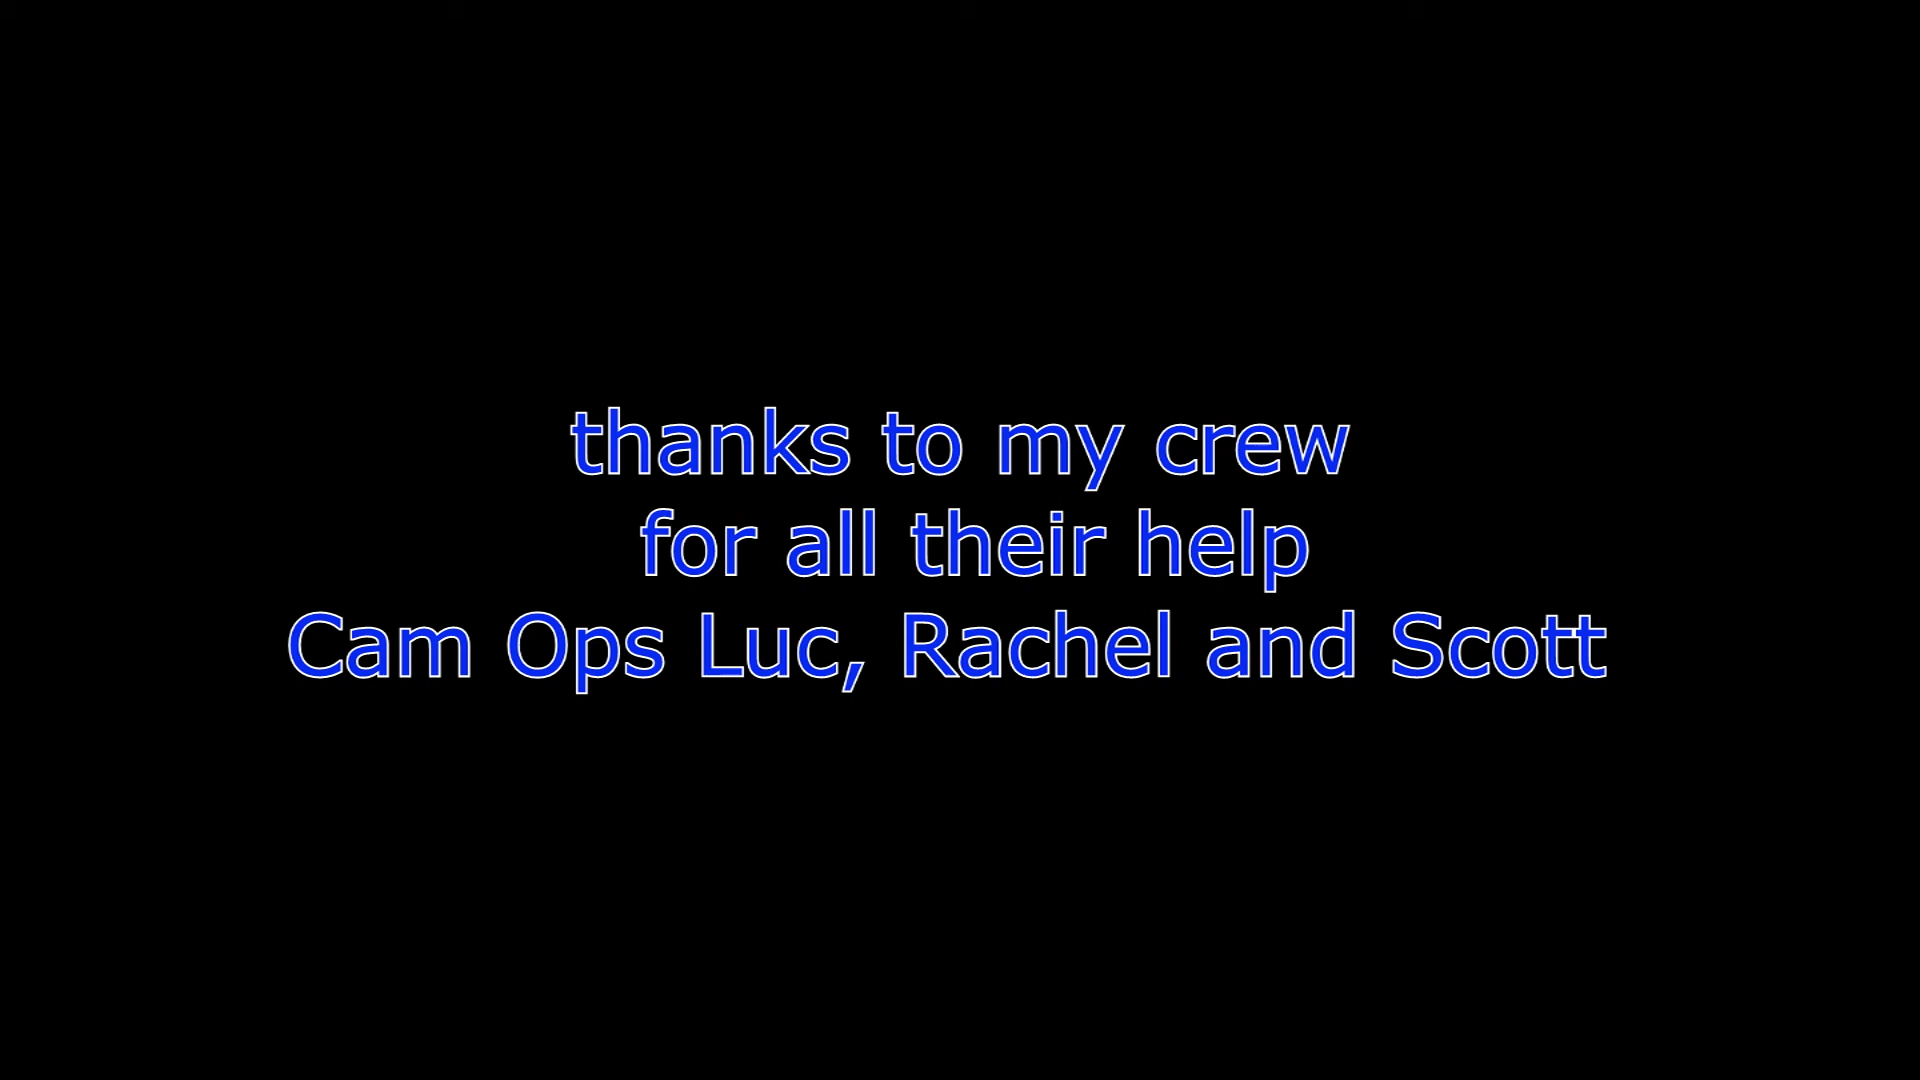 thanks to my crew
for all their help
Cam Ops Luc, Rachel and Scott